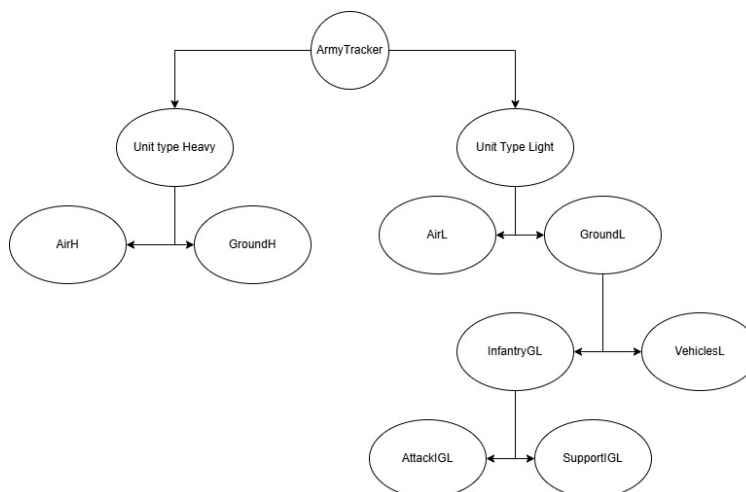 ArmyTracker
Unit type Heavy
Unit Type Light
AirH
GroundH
AirL
GroundL
InfantryGL
VehiclesL
AttackIGL
SupportIGL